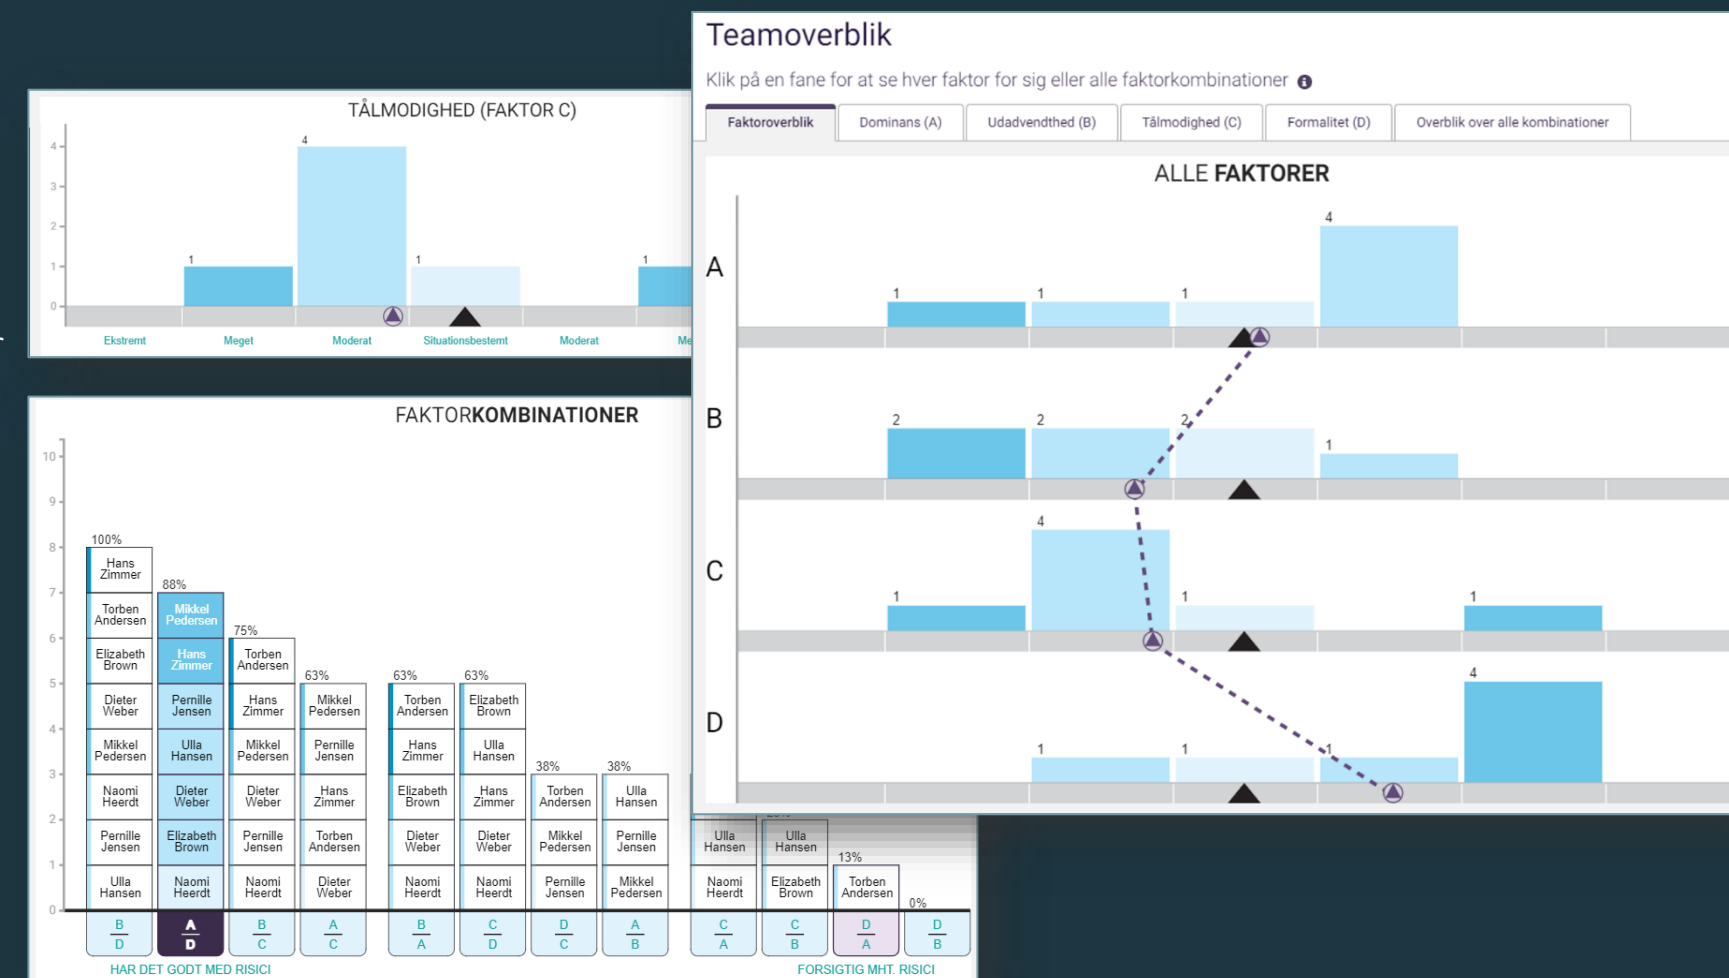 Teamoverblik
Klik på en fane for at se hver faktor for sig eller alle faktorkombinationer
Faktoroverblik Dominans (A) Udadvendthed (B) Tålmodighed (C) Formalitet (D) Overblik over alle kombinationer
ALLE FAKTORER
A
1 1 1 4
B
2 2 2 1
C
1 4 1 1
D
1 1 1 4
TÅLMODIGHED (FAKTOR C)
4
3
2
1
0
1 4 1 1
Ekstremt Meget Moderat Situationsbestemt Moderat
FAKTORKOMBINATIONER
10
9
8
7
6
5
4
3
2
1
0
100%
Hans
Zimmer
Torben
Andersen
Elizabeth
Brown
Dieter
Weber
Mikkel
Pedersen
Naomi
Heerdt
Pernille
Jensen
Ulla
Hansen
B
D
88%
Mikkel
Pedersen
Hans
Zimmer
Pernille
Jensen
Ulla
Hansen
Dieter
Weber
Elizabeth
Brown
Naomi
Heerdt
A
D
75%
Torben
Andersen
Hans
Zimmer
Mikkel
Pedersen
Dieter
Weber
Pernille
Jensen
Naomi
Heerdt
B
C
63%
Mikkel
Pedersen
Pernille
Jensen
Hans
Zimmer
Torben
Andersen
Dieter
Weber
A
C
63%
Torben
Andersen
Hans
Zimmer
Elizabeth
Brown
Dieter
Weber
Naomi
Heerdt
B
A
63%
Elizabeth
Brown
Ulla
Hansen
Hans
Zimmer
Dieter
Weber
Naomi
Heerdt
C
D
38%
Torben
Andersen
Mikkel
Pedersen
Pernille
Jensen
D
C
38%
Ulla
Hansen
Pernille
Jensen
Mikkel
Pedersen
A
B
Ulla
Hansen
Naomi
Heerdt
C
A
Ulla
Hansen
Elizabeth
Brown
C
B
13%
Torben
Andersen
D
A
0%
D
B
HAR DET GODT MED RISICI
FORSIGTIG MHT. RISICI